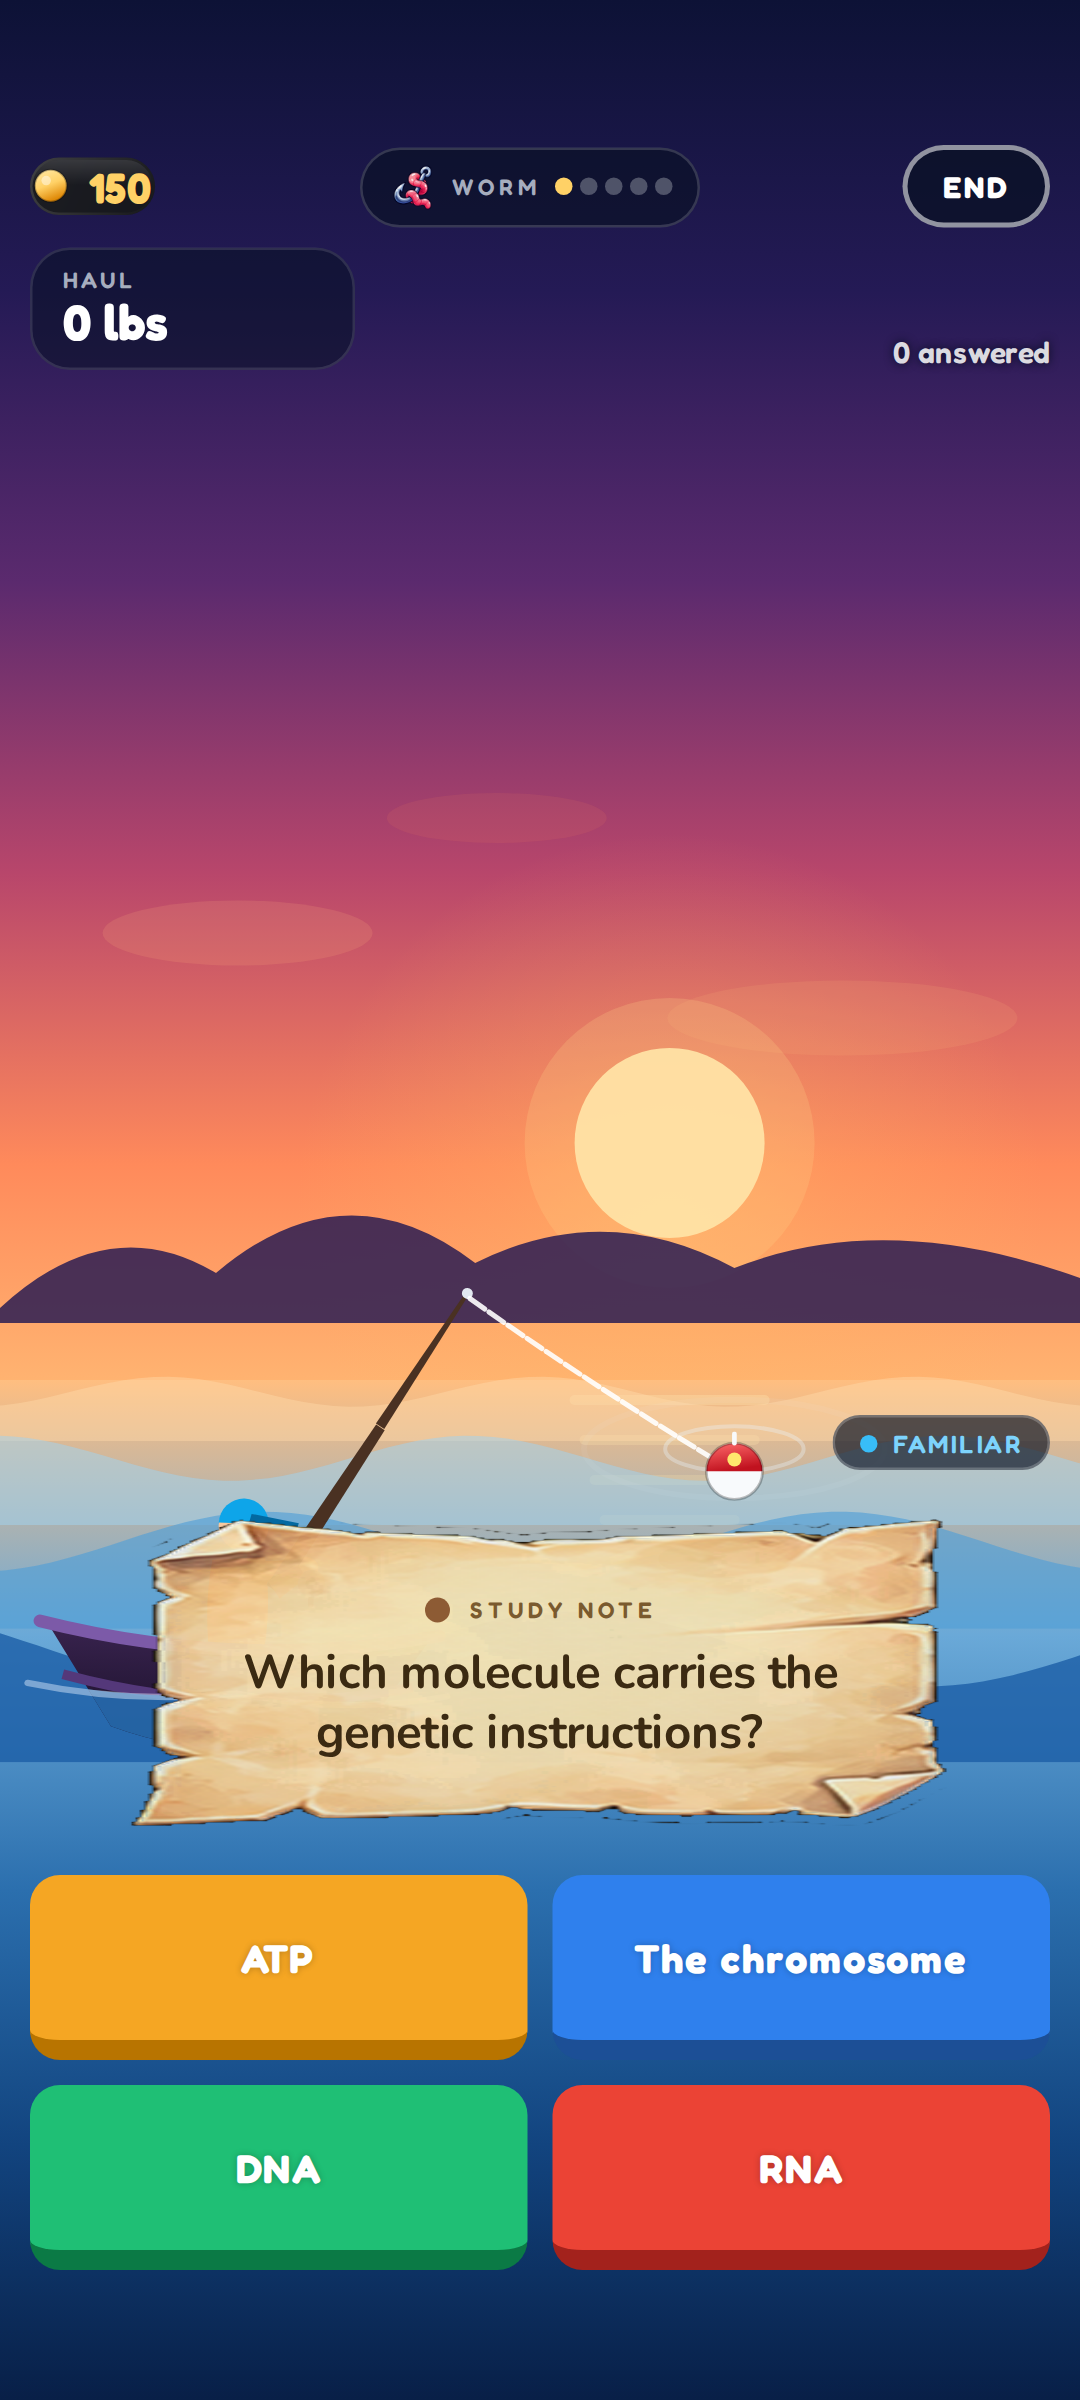 150
WORM
END
HAUL
0 lbs
0 answered
FAMILIAR
STUDY NOTE
Which molecule carries the
genetic instructions?
ATP
The chromosome
DNA
RNA